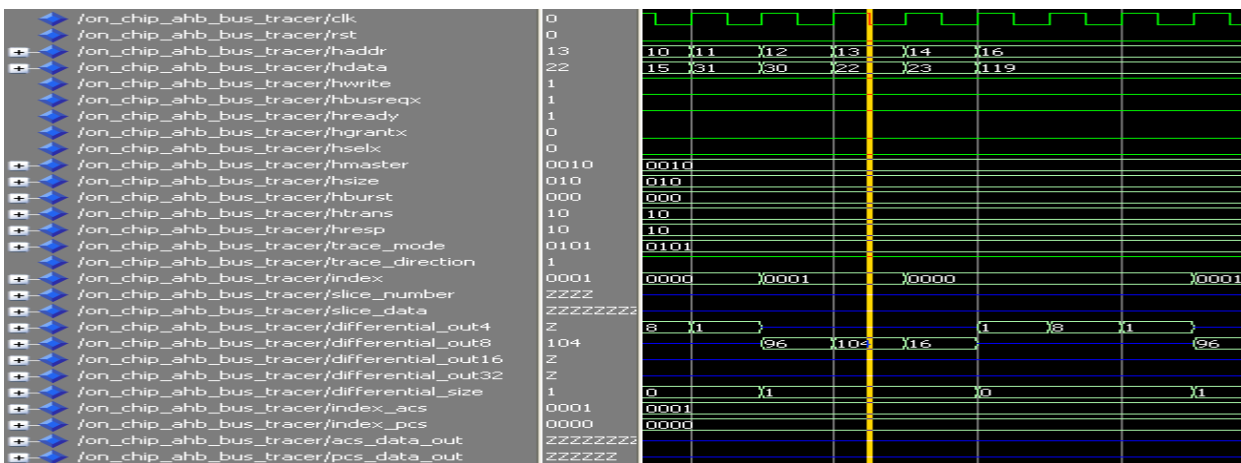 /on_chip_ahb_bus_tracer/clk 0
/on_chip_ahb_bus_tracer/rst 0
/on_chip_ahb_bus_tracer/haddr 13 10 11 12 13 14 16
/on_chip_ahb_bus_tracer/hdata 22 15 31 30 22 23 119
/on_chip_ahb_bus_tracer/hwrite 1
/on_chip_ahb_bus_tracer/hbusreqx 1
/on_chip_ahb_bus_tracer/hready 1
/on_chip_ahb_bus_tracer/hgrantx 0
/on_chip_ahb_bus_tracer/hselx 0
/on_chip_ahb_bus_tracer/hmaster 0010 0010
/on_chip_ahb_bus_tracer/hsize 010 010
/on_chip_ahb_bus_tracer/hburst 000 000
/on_chip_ahb_bus_tracer/htrans 10 10
/on_chip_ahb_bus_tracer/hresp 10 10
/on_chip_ahb_bus_tracer/trace_mode 0101 0101
/on_chip_ahb_bus_tracer/trace_direction 1
/on_chip_ahb_bus_tracer/index 0001 0000 0001 0000 0001
/on_chip_ahb_bus_tracer/slice_number ZZZZ
/on_chip_ahb_bus_tracer/slice_data ZZZZZZZZ
/on_chip_ahb_bus_tracer/differential_out4 Z 8 1 1 8 1
/on_chip_ahb_bus_tracer/differential_out8 104 96 104 16 96
/on_chip_ahb_bus_tracer/differential_out16 Z
/on_chip_ahb_bus_tracer/differential_out32 Z
/on_chip_ahb_bus_tracer/differential_size 1 0 1 0 1
/on_chip_ahb_bus_tracer/index_acs 0001 0001
/on_chip_ahb_bus_tracer/index_pcs 0000 0000
/on_chip_ahb_bus_tracer/acs_data_out ZZZZZZZZ
/on_chip_ahb_bus_tracer/pcs_data_out ZZZZZZ